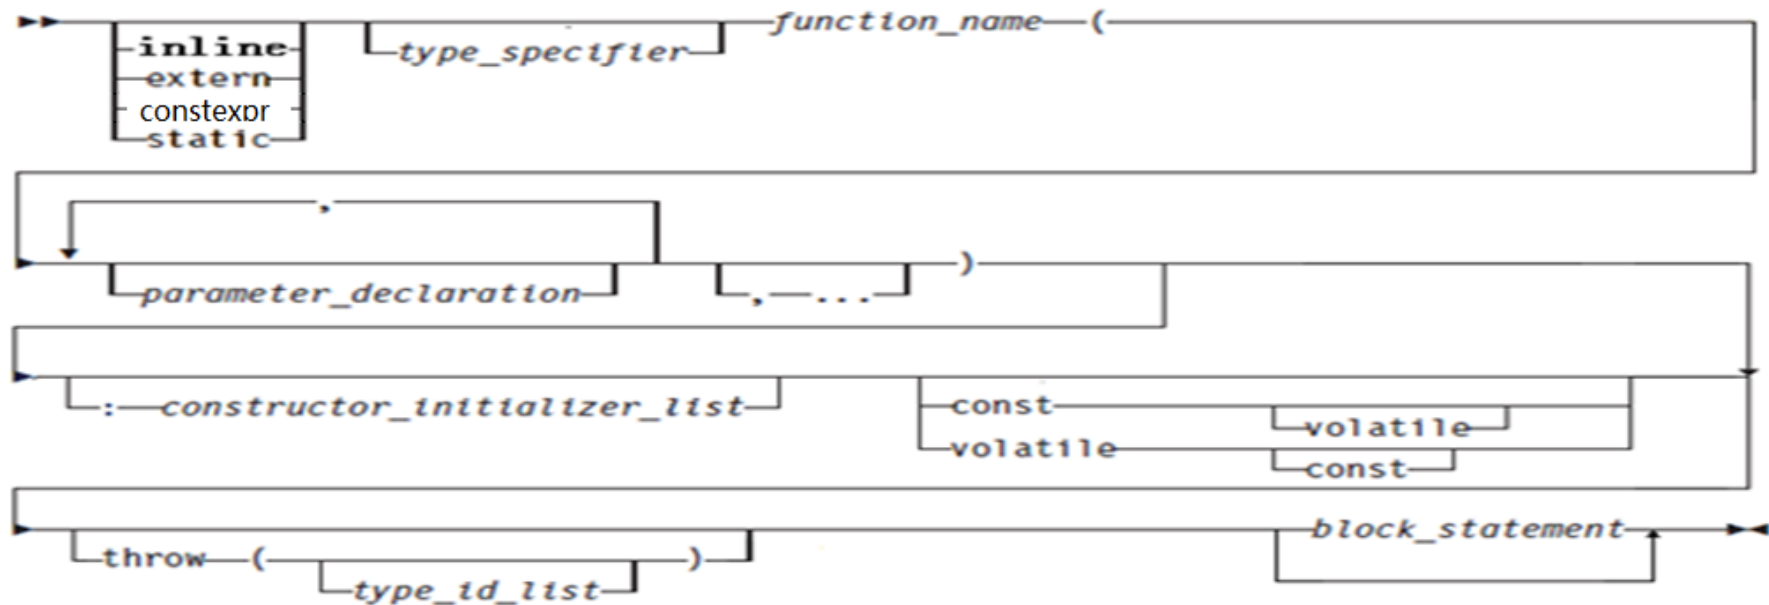 function_name (
inline
type_specifier
extern
constexpr
static
,
)
parameter_declaration
, ...
: constructor_initializer_list
const
volatile
volatile
const
block_statement
throw ( )
type_id_list